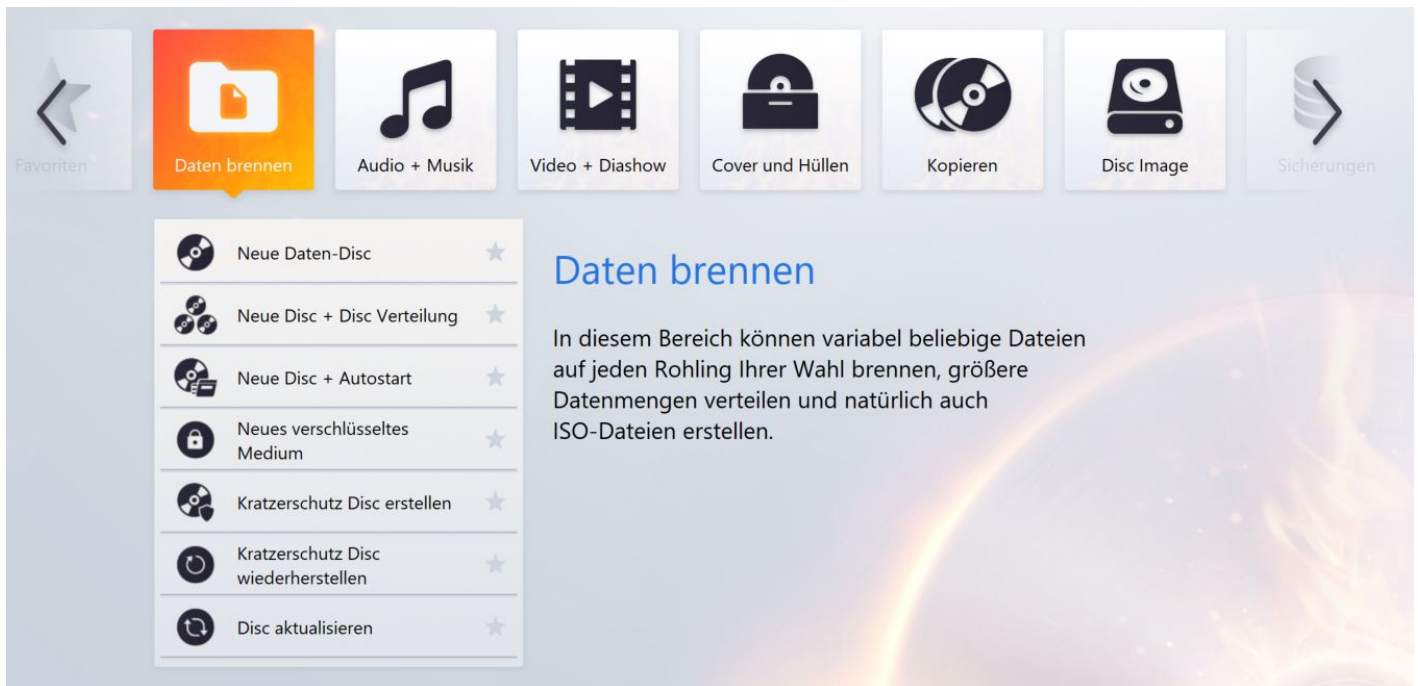 Favoriten
Daten brennen
Audio + Musik
Video + Diashow
Cover und Hüllen
Kopieren
Disc Image
Sicherungen
Neue Daten-Disc
Neue Disc + Disc Verteilung
Neue Disc + Autostart
Neues verschlüsseltes
Medium
Kratzerschutz Disc erstellen
Kratzerschutz Disc
wiederherstellen
Disc aktualisieren
Daten brennen
In diesem Bereich können variabel beliebige Dateien
auf jeden Rohling Ihrer Wahl brennen, größere
Datenmengen verteilen und natürlich auch
ISO-Dateien erstellen.